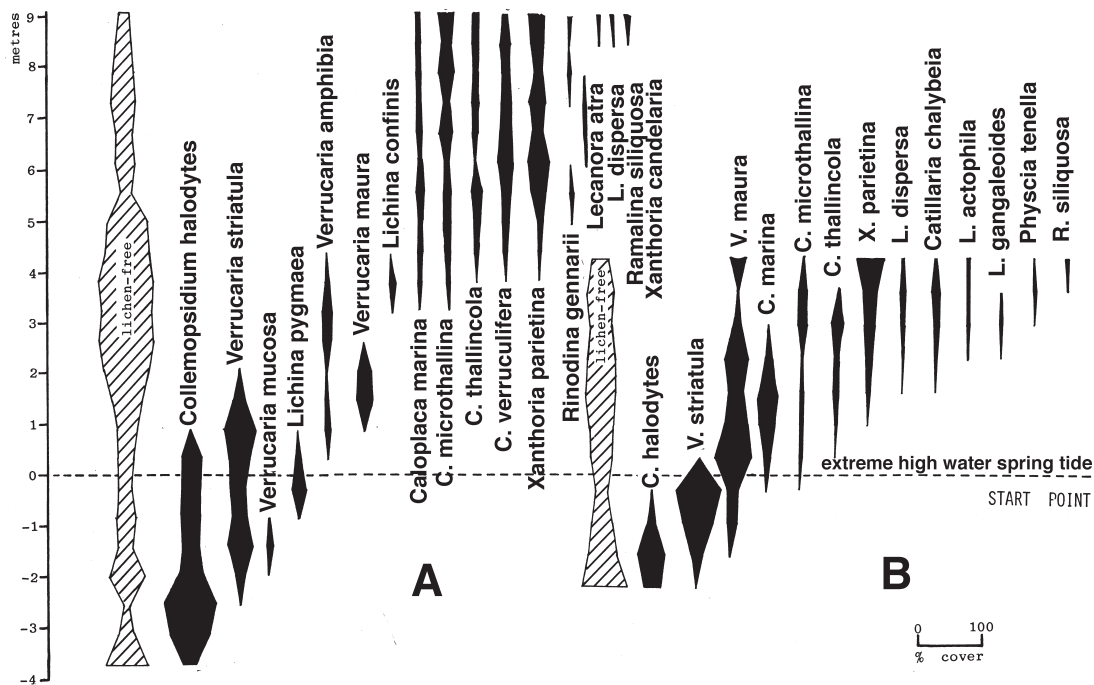 metres
9
8
7
6
5
4
3
2
1
0
-1
-2
-3
-4
lichen-free
Collemopsidium halodytes
Verrucaria striatula
Verrucaria mucosa
Lichina pygmaea
Verrucaria amphibia
Verrucaria maura
Lichina confinis
Caloplaca marina
C. microthallina
C. thallincola
C. verruculifera
Xanthoria parietina
Rinodina gennarii
Lecanora atra
L. dispersa
Ramalina siliquosa
Xanthoria candelaria
A
lichen-free
C. halodytes
V. striatula
V. maura
C. marina
C. microthallina
C. thallincola
X. parietina
L. dispersa
Catillaria chalybeia
L. actophila
L. gangaleoides
Physcia tenella
R. siliquosa
extreme high water spring tide
START POINT
B
0 100
% cover